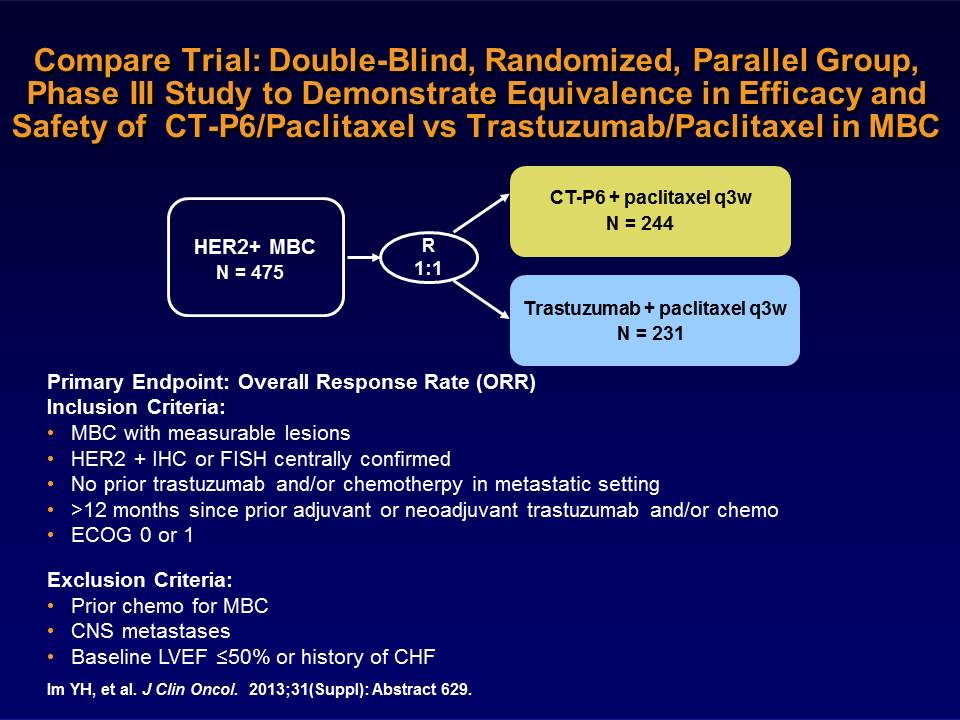 Compare Trial: Double-Blind, Randomized, Parallel Group,
Phase III Study to Demonstrate Equivalence in Efficacy and
Safety of CT-P6/Paclitaxel vs Trastuzumab/Paclitaxel in MBC
HER2+ MBC
N = 475
R
1:1
CT-P6 + paclitaxel q3w
N = 244
Trastuzumab + paclitaxel q3w
N = 231
Primary Endpoint: Overall Response Rate (ORR)
Inclusion Criteria:
• MBC with measurable lesions
• HER2 + IHC or FISH centrally confirmed
• No prior trastuzumab and/or chemotherpy in metastatic setting
• >12 months since prior adjuvant or neoadjuvant trastuzumab and/or chemo
• ECOG 0 or 1
Exclusion Criteria:
• Prior chemo for MBC
• CNS metastases
• Baseline LVEF ≤50% or history of CHF
Im YH, et al. J Clin Oncol. 2013;31(Suppl): Abstract 629.